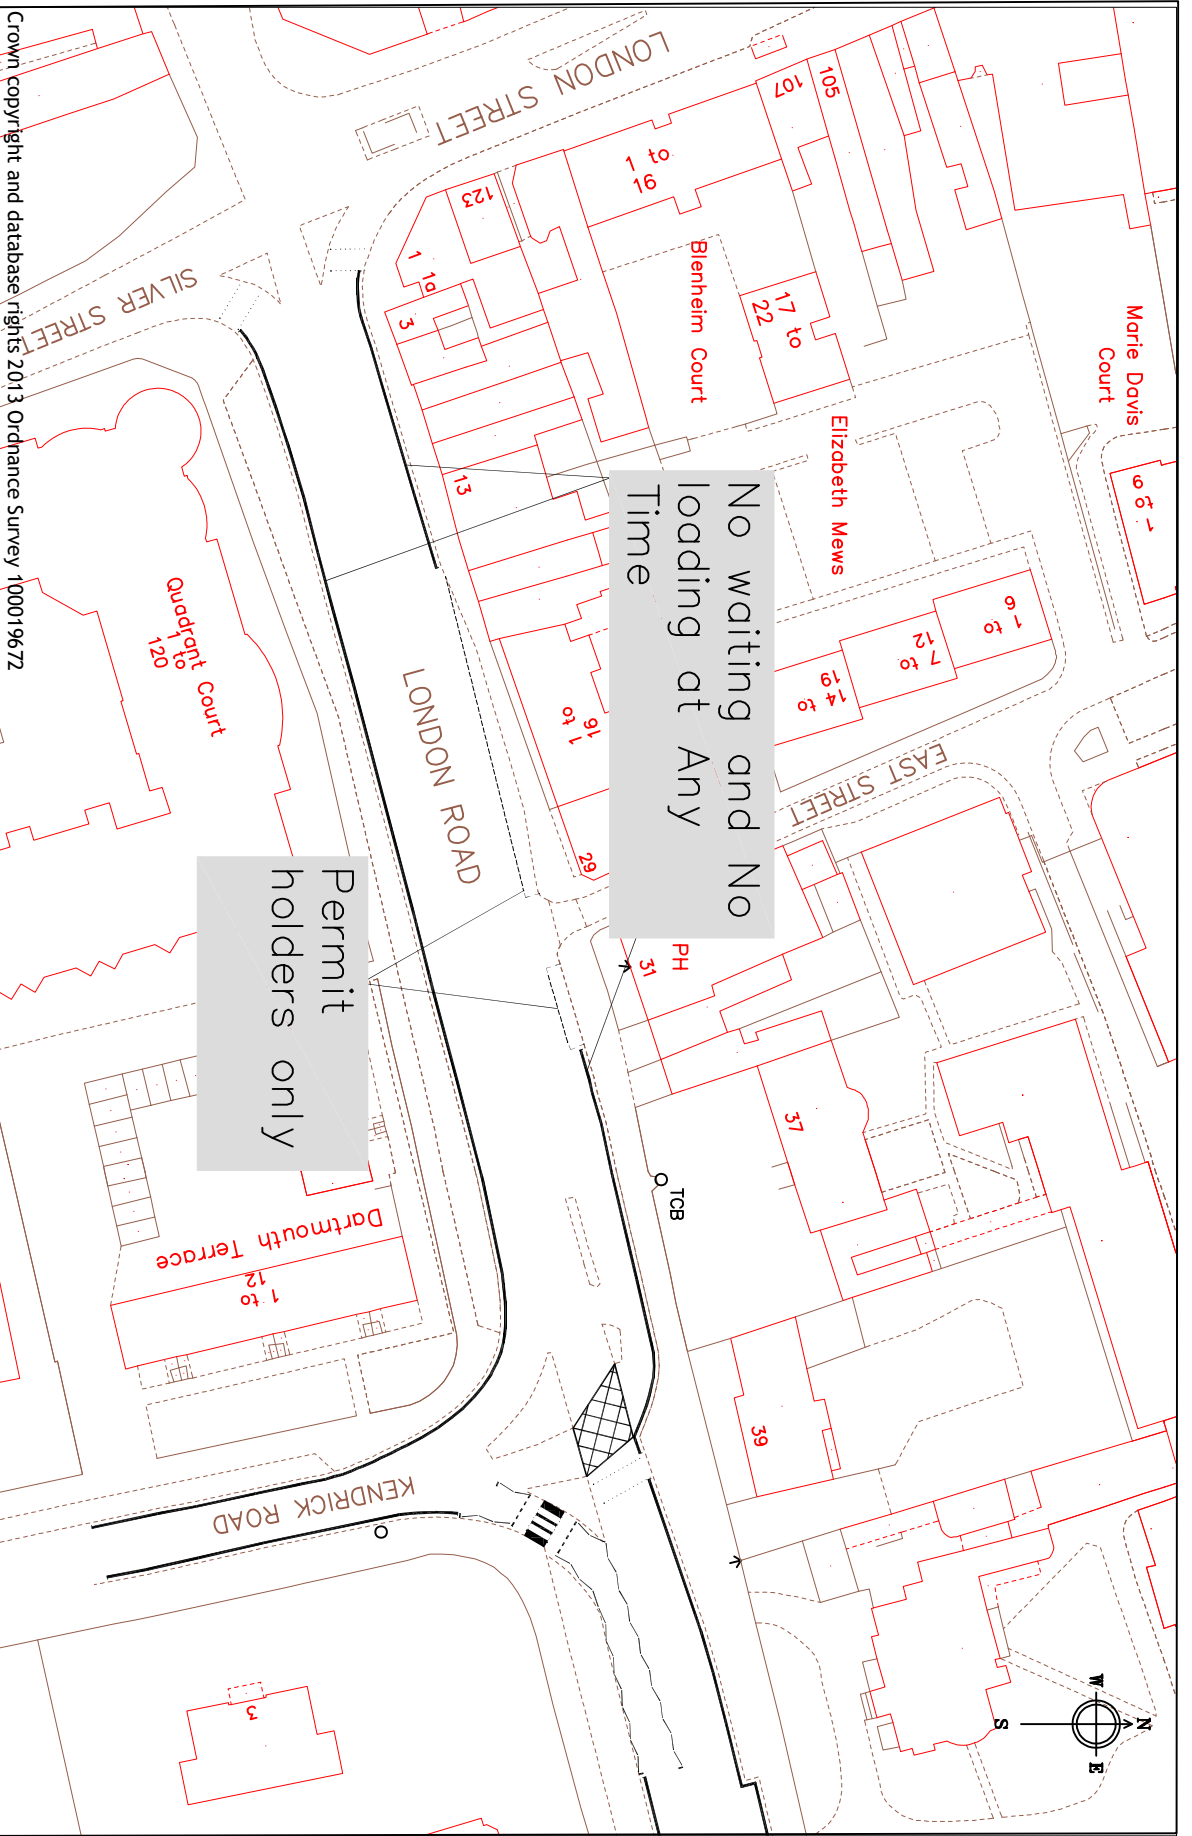 LONDON STREET
107
105
1 to
16
123
1
1a
3
Blenheim Court
17 to
22
Marie Davis
Court
1 to 9
SILVER STREET
13
Elizabeth Mews
No waiting and No
loading at Any
Time
1 to
6
7 to
12
14 to
19
1 to
16
Quadrant Court
1 to
120
LONDON ROAD
EAST STREET
29
Permit
holders only
PH
31
37
TCB
Dartmouth Terrace
1 to
12
39
KENDRICK ROAD
3
N
W
E
S
Crown copyright and database rights 2013 Ordnance Survey 100019672